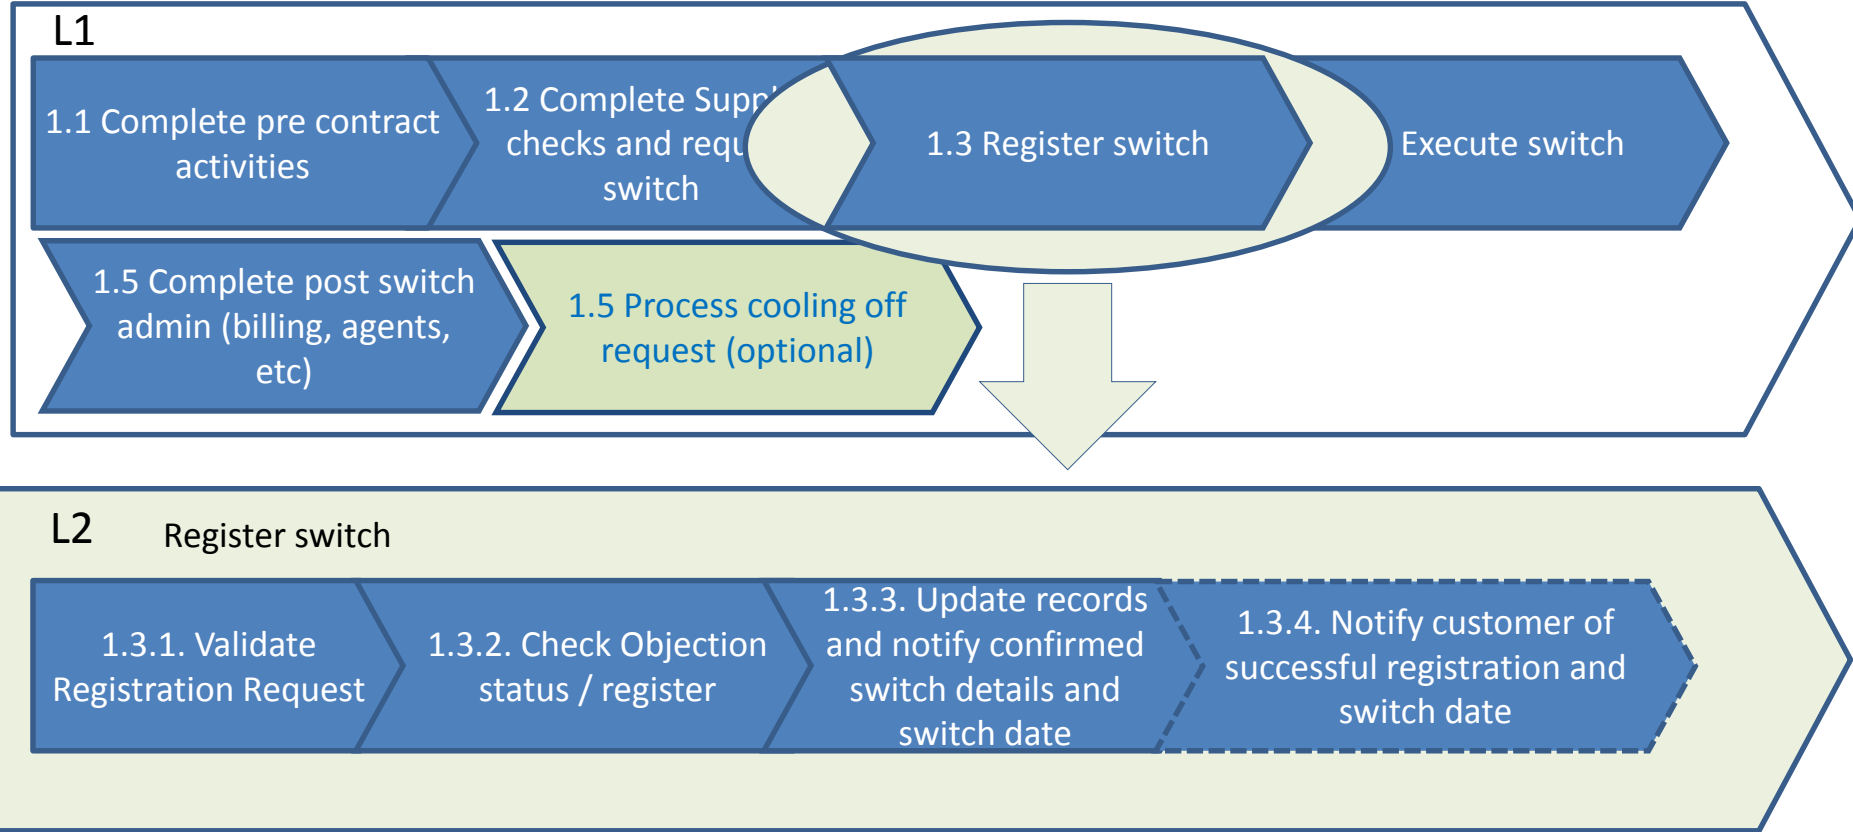 L1
1.1 Complete pre contract
activities
1.2 Complete
checks and
switch
1.3 Register switch
Execute switch
1.5 Complete post switch
admin (billing, agents,
etc)
1.5 Process cooling off
request (optional)
L2
Register switch
1.3.1. Validate
Registration Request
1.3.2. Check Objection
status / register
1.3.3. Update records
and notify confirmed
switch details and
switch date
1.3.4. Notify customer of
successful registration and
switch date